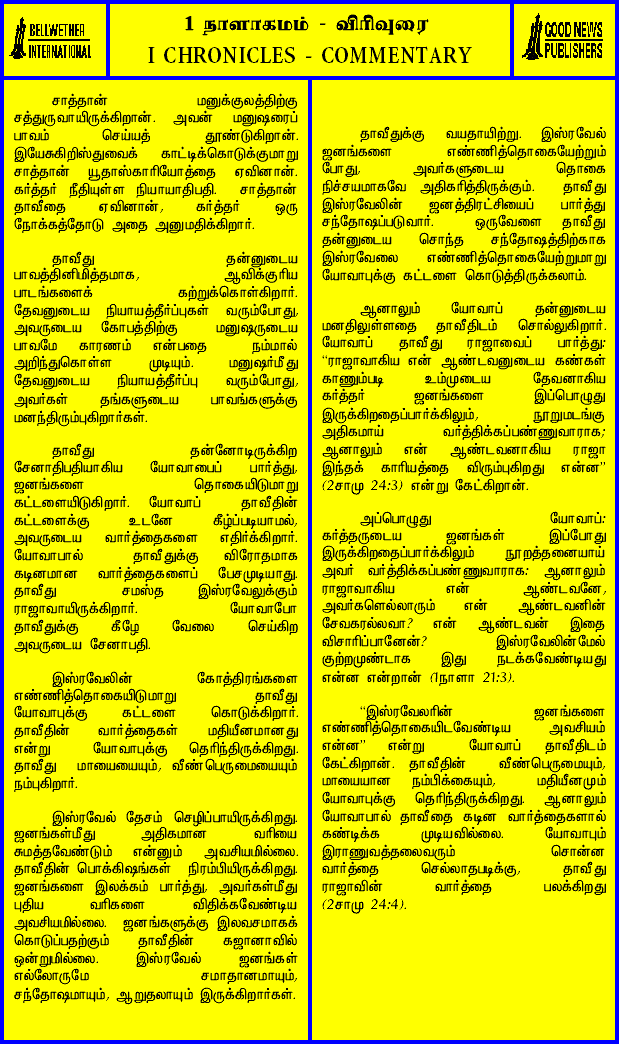 BELLWETHER
INTERNATIONAL
1 நாளாகமம் - விரிவுரை
I CHRONICLES - COMMENTARY
GOOD NEWS
PUBLISHERS
சாத்தான் மனுக்குலத்திற்கு
சத்துருவாயிருக்கிறான். அவன் மனுஷரைப்
பாவம் செய்யத் தூண்டுகிறான்.
இயேசுகிறிஸ்துவைக் காட்டிக்கொடுக்குமாறு
சாத்தான் யூதாஸ்காரியோத்தை ஏவினான்.
கர்த்தர் நீதியுள்ள நியாயாதிபதி. சாத்தான்
தாவீதை ஏவினான், கர்த்தர் ஒரு
நோக்கத்தோடு அதை அனுமதிக்கிறார்.
தாவீது தன்னுடைய
பாவத்தினிமித்தமாக, ஆவிக்குரிய
பாடங்களைக் கற்றுக்கொள்கிறார்.
தேவனுடைய நியாயத்தீர்ப்புகள் வரும்போது,
அவருடைய கோபத்திற்கு மனுஷருடைய
பாவமே காரணம் என்பதை நம்மால்
அறிந்துகொள்ள முடியும். மனுஷர்மீது
தேவனுடைய நியாயத்தீர்ப்பு வரும்போது,
அவர்கள் தங்களுடைய பாவங்களுக்கு
மனந்திரும்புகிறார்கள்.
தாவீது தன்னோடிருக்கிற
சேனாதிபதியாகிய யோவாபைப் பார்த்து,
ஜனங்களை தொகையிடுமாறு
கட்டளையிடுகிறார். யோவாப் தாவீதின்
கட்டளைக்கு உடனே கீழ்ப்படியாமல்,
அவருடைய வார்த்தைகளை எதிர்க்கிறார்.
யோவாபால் தாவீதுக்கு விரோதமாக
கடினமான வார்த்தைகளைப் பேசமுடியாது.
தாவீது சமஸ்த இஸ்ரவேலுக்கும்
ராஜாவாயிருக்கிறார். யோவாபோ
தாவீதுக்கு கீழே வேலை செய்கிற
அவருடைய சேனாபதி.
இஸ்ரவேலின் கோத்திரங்களை
எண்ணித்தொகையிடுமாறு தாவீது
யோவாபுக்கு கட்டளை கொடுக்கிறார்.
தாவீதின் வார்த்தைகள் மதியீனமானது
என்று யோவாபுக்கு தெரிந்திருக்கிறது.
தாவீது மாயையையும், வீண்பெருமையையும்
நம்புகிறார்.
இஸ்ரவேல் தேசம் செழிப்பாயிருக்கிறது.
ஜனங்கள்மீது அதிகமான வரியை
சுமத்தவேண்டும் என்னும் அவசியமில்லை.
தாவீதின் பொக்கிஷங்கள் நிரம்பியிருக்கிறது.
ஜனங்களை இலக்கம் பார்த்து, அவர்கள்மீது
புதிய வரிகளை விதிக்கவேண்டிய
அவசியமில்லை. ஜனங்களுக்கு இலவசமாகக்
கொடுப்பதற்கும் தாவீதின் கஜானாவில்
ஒன்றுமில்லை. இஸ்ரவேல் ஜனங்கள்
எல்லோருமே சமாதானமாயும்,
சந்தோஷமாயும், ஆறுதலாயும் இருக்கிறார்கள்.
தாவீதுக்கு வயதாயிற்று. இஸ்ரவேல்
ஜனங்களை எண்ணித்தொகையேற்றும்
போது, அவர்களுடைய தொகை
நிச்சயமாகவே அதிகரித்திருக்கும். தாவீது
இஸ்ரவேலின் ஜனத்திரட்சியைப் பார்த்து
சந்தோஷப்படுவார். ஒருவேளை தாவீது
தன்னுடைய சொந்த சந்தோஷத்திற்காக
இஸ்ரவேலை எண்ணித்தொகையேற்றுமாறு
யோவாபுக்கு கட்டளை கொடுத்திருக்கலாம்.
ஆனாலும் யோவாப் தன்னுடைய
மனதிலுள்ளதை தாவீதிடம் சொல்லுகிறார்.
யோவாப் தாவீது ராஜாவைப் பார்த்து:
“ராஜாவாகிய என் ஆண்டவனுடைய கண்கள்
காணும்படி உம்முடைய தேவனாகிய
கர்த்தர் ஜனங்களை இப்பொழுது
இருக்கிறதைப்பார்க்கிலும், நூறுமடங்கு
அதிகமாய் வர்த்திக்கப்பண்ணுவாராக;
ஆனாலும் என் ஆண்டவனாகிய ராஜா
இந்தக் காரியத்தை விரும்புகிறது என்ன”
(2சாமு 24:3) என்று கேட்கிறான்.
அப்பொழுது யோவாப்:
கர்த்தருடைய ஜனங்கள் இப்போது
இருக்கிறதைப்பார்க்கிலும் நூறத்தனையாய்
அவர் வர்த்திக்கப்பண்ணுவாராக; ஆனாலும்
ராஜாவாகிய என் ஆண்டவனே,
அவர்களெல்லாரும் என் ஆண்டவனின்
சேவகரல்லவா? என் ஆண்டவன் இதை
விசாரிப்பானேன்? இஸ்ரவேலின்மேல்
குற்றமுண்டாக இது நடக்கவேண்டியது
என்ன என்றான் (1நாளா 21:3).
“இஸ்ரவேலரின் ஜனங்களை
எண்ணித்தொகையிடவேண்டிய அவசியம்
என்ன” என்று யோவாப் தாவீதிடம்
கேட்கிறான். தாவீதின் வீண்பெருமையும்,
மாயையான நம்பிக்கையும், மதியீனமும்
யோவாபுக்கு தெரிந்திருக்கிறது. ஆனாலும்
யோவாபால் தாவீதை கடின வார்த்தைகளால்
கண்டிக்க முடியவில்லை. யோவாபும்
இராணுவத்தலைவரும் சொன்ன
வார்த்தை செல்லாதபடிக்கு, தாவீது
ராஜாவின் வார்த்தை பலக்கிறது
(2சாமு 24:4).